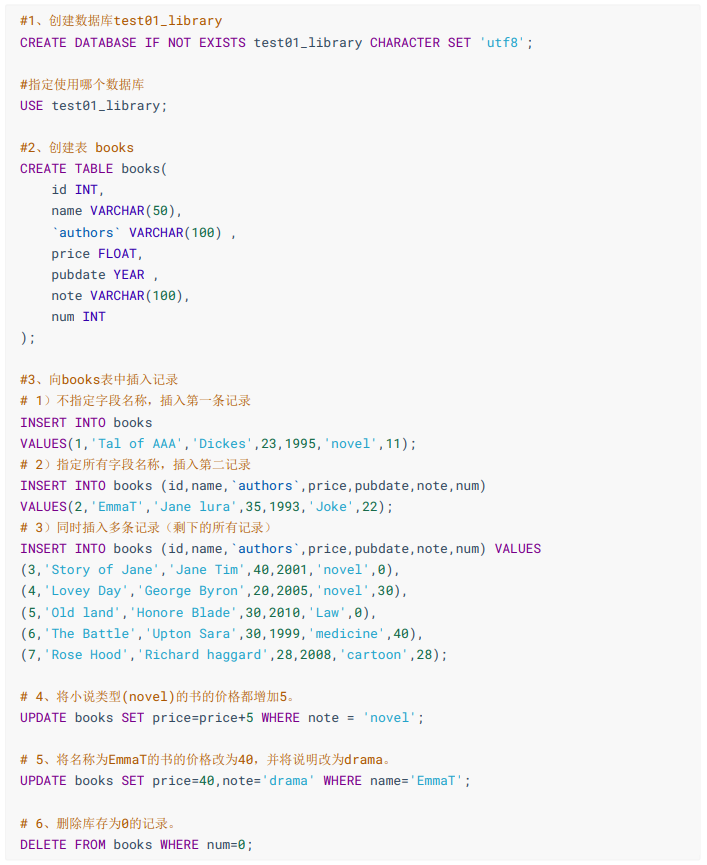 #1、创建数据库test01_library
CREATE DATABASE IF NOT EXISTS test01_library CHARACTER SET 'utf8';
#指定使用哪个数据库
USE test01_library;
#2、创建表 books
CREATE TABLE books(
    id INT,
    name VARCHAR(50),
    `authors` VARCHAR(100) ,
    price FLOAT,
    pubdate YEAR ,
    note VARCHAR(100),
    num INT
);
#3、向books表中插入记录
# 1）不指定字段名称，插入第一条记录
INSERT INTO books
VALUES(1,'Tal of AAA','Dickes',23,1995,'novel',11);
# 2）指定所有字段名称，插入第二记录
INSERT INTO books (id,name,`authors`,price,pubdate,note,num)
VALUES(2,'EmmaT','Jane lura',35,1993,'Joke',22);
# 3）同时插入多条记录（剩下的所有记录）
INSERT INTO books (id,name,`authors`,price,pubdate,note,num) VALUES
(3,'Story of Jane','Jane Tim',40,2001,'novel',0),
(4,'Lovey Day','George Byron',20,2005,'novel',30),
(5,'Old land','Honore Blade',30,2010,'Law',0),
(6,'The Battle','Upton Sara',30,1999,'medicine',40),
(7,'Rose Hood','Richard haggard',28,2008,'cartoon',28);
# 4、将小说类型(novel)的书的价格都增加5。
UPDATE books SET price=price+5 WHERE note = 'novel';
# 5、将名称为EmmaT的书的价格改为40，并将说明改为drama。
UPDATE books SET price=40,note='drama' WHERE name='EmmaT';
# 6、删除库存为0的记录。
DELETE FROM books WHERE num=0;